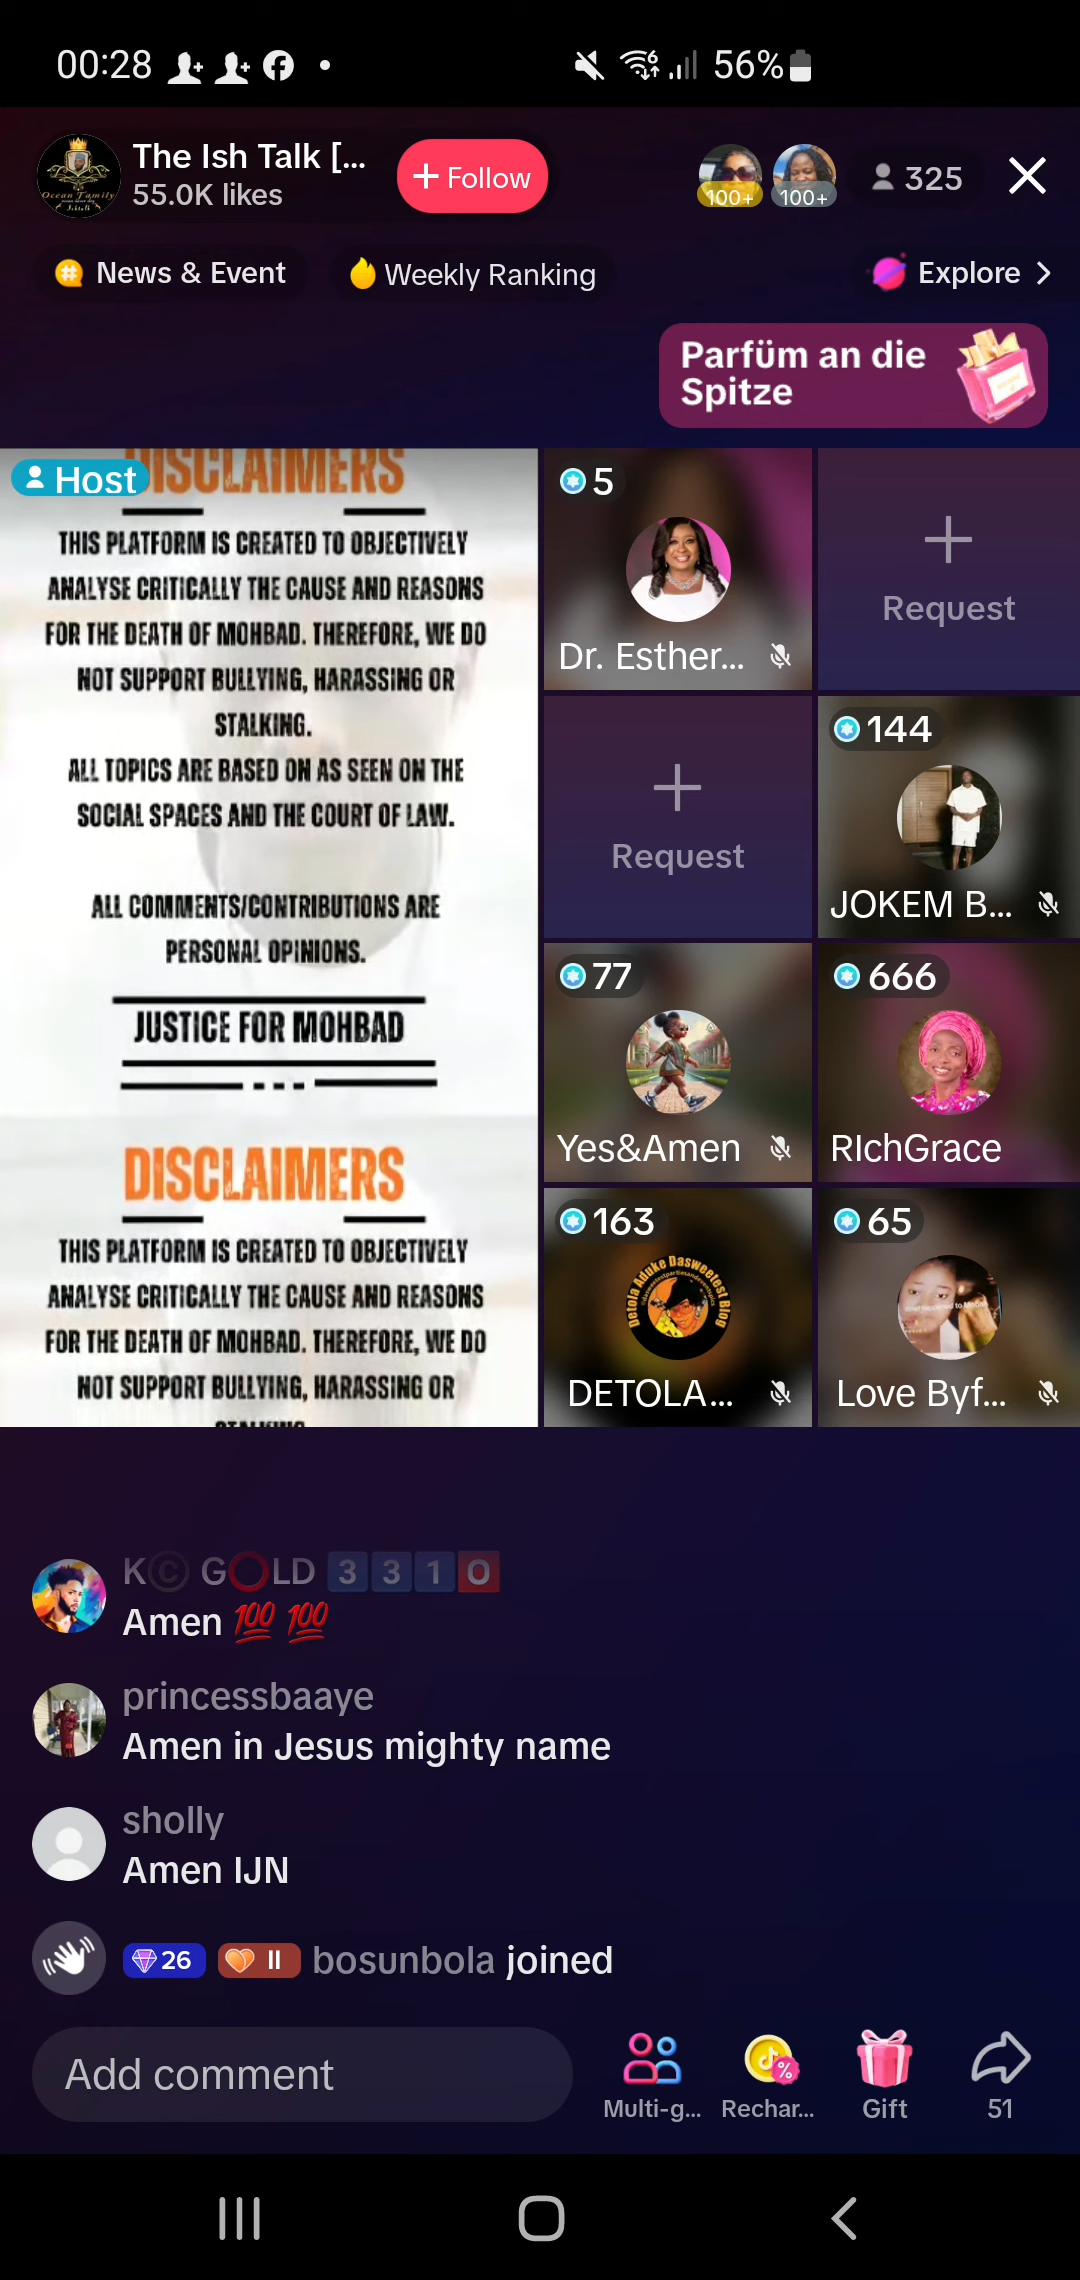 00:28
56%
The Ish Talk [...
55.0K likes
+ Follow
100+
100+
325
News & Event
Weekly Ranking
Explore
Parfüm an die
Spitze
Host
DISCLAIMERS
THIS PLATFORM IS CREATED TO OBJECTIVELY
ANALYSE CRITICALLY THE CAUSE AND REASONS
FOR THE DEATH OF MOHBAD. THEREFORE, WE DO
NOT SUPPORT BULLYING, HARASSING OR
STALKING.
ALL TOPICS ARE BASED ON AS SEEN ON THE
SOCIAL SPACES AND THE COURT OF LAW.
ALL COMMENTS/CONTRIBUTIONS ARE
PERSONAL OPINIONS.
JUSTICE FOR MOHBAD
DISCLAIMERS
THIS PLATFORM IS CREATED TO OBJECTIVELY
ANALYSE CRITICALLY THE CAUSE AND REASONS
FOR THE DEATH OF MOHBAD. THEREFORE, WE DO
NOT SUPPORT BULLYING, HARASSING OR
5
Dr. Esther...
Request
Request
144
JOKEM B...
77
Yes&Amen
666
RIchGrace
163
Detola Aduke Dasweetest Blog
DETOLA...
65
Love Byf...
K© G⭕LD 3️⃣3️⃣1️⃣🅾️
Amen 💯 💯
princessbaaye
Amen in Jesus mighty name
sholly
Amen IJN
26 II bosunbola joined
Add comment
Multi-g...
Rechar...
Gift
51